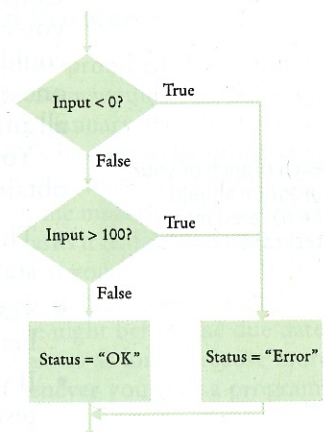 Input < 0?
True
False
Input > 100?
True
False
Status = “OK”
Status = “Error”